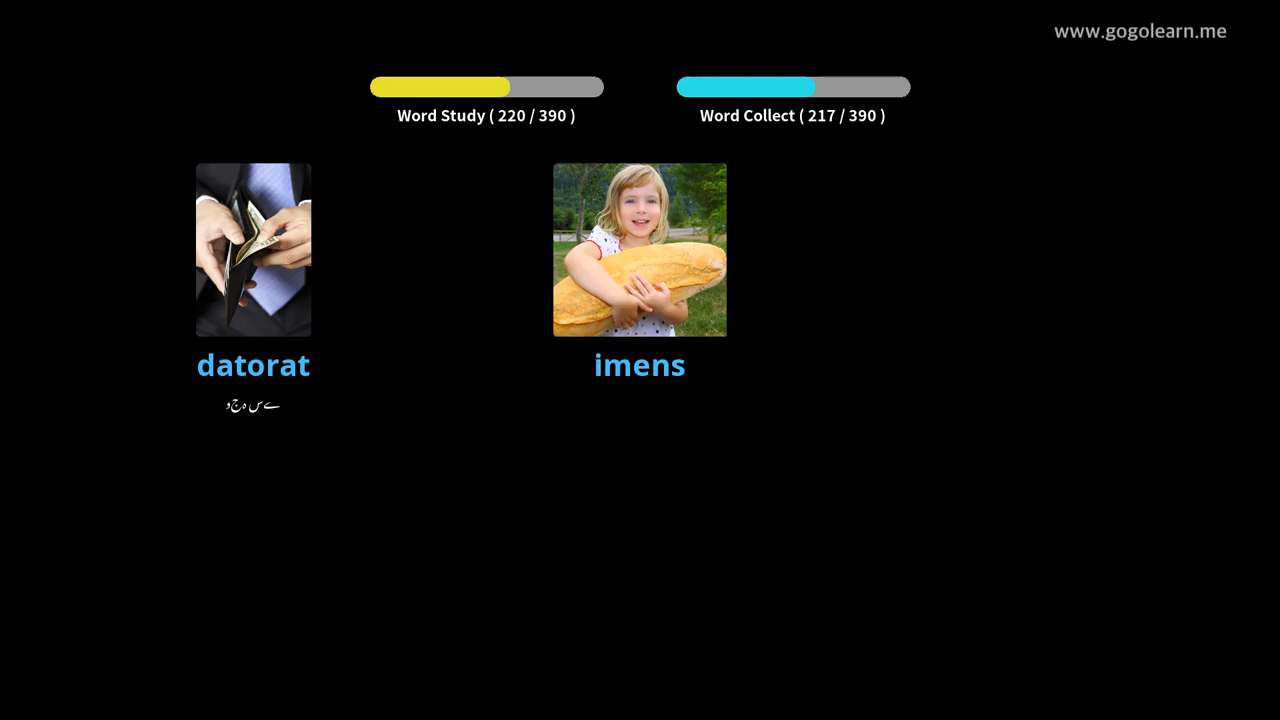 www.gogolearn.me
Word Study ( 220 / 390 )
Word Collect ( 217 / 390 )
datorat
imens
وجہ سے